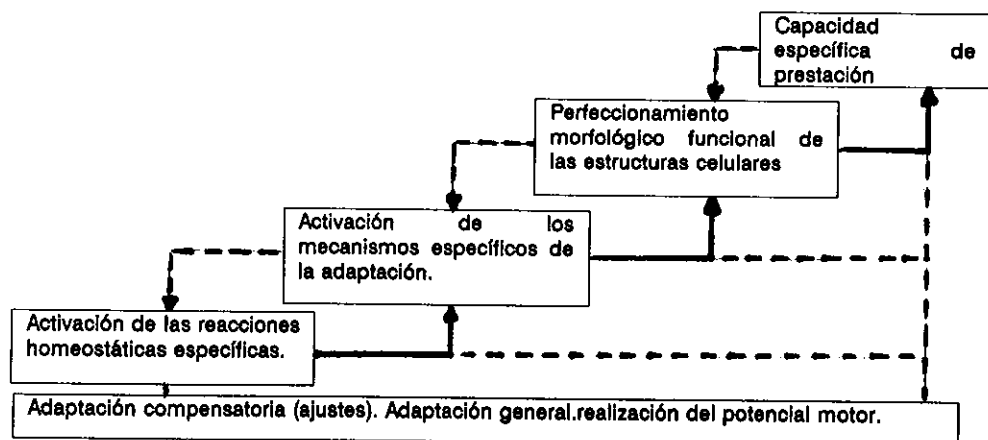 Capacidad
específica de
prestación
Perfeccionamiento
morfológico funcional de
las estructuras celulares
Activación de los
mecanismos específicos de
la adaptación.
Activación de las reacciones
homeostáticas específicas.
Adaptación compensatoria (ajustes). Adaptación general.realización del potencial motor.